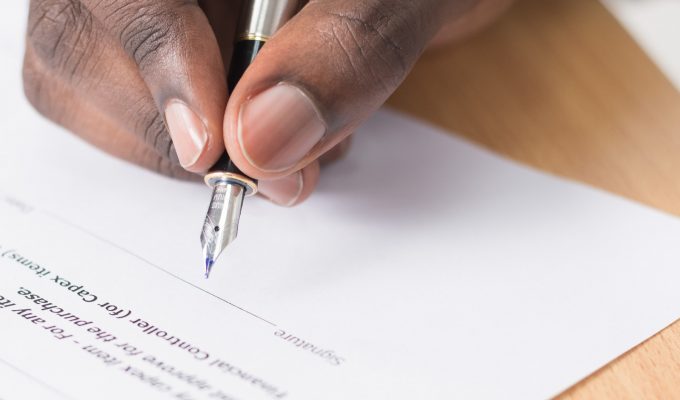 capex item - For any
approve for the purchase.
Financial Controller (for Capex items)
Signature Date